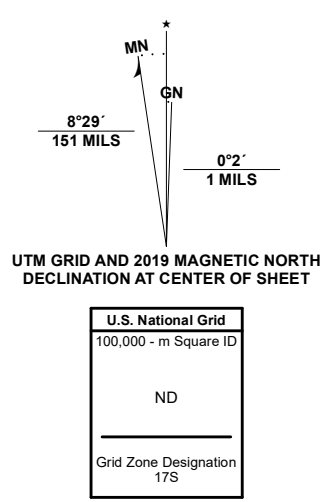 MN
GN
8°29´
151 MILS
0°2´
1 MILS
UTM GRID AND 2019 MAGNETIC NORTH
DECLINATION AT CENTER OF SHEET
U.S. National Grid
100,000 - m Square ID
ND
Grid Zone Designation
17S